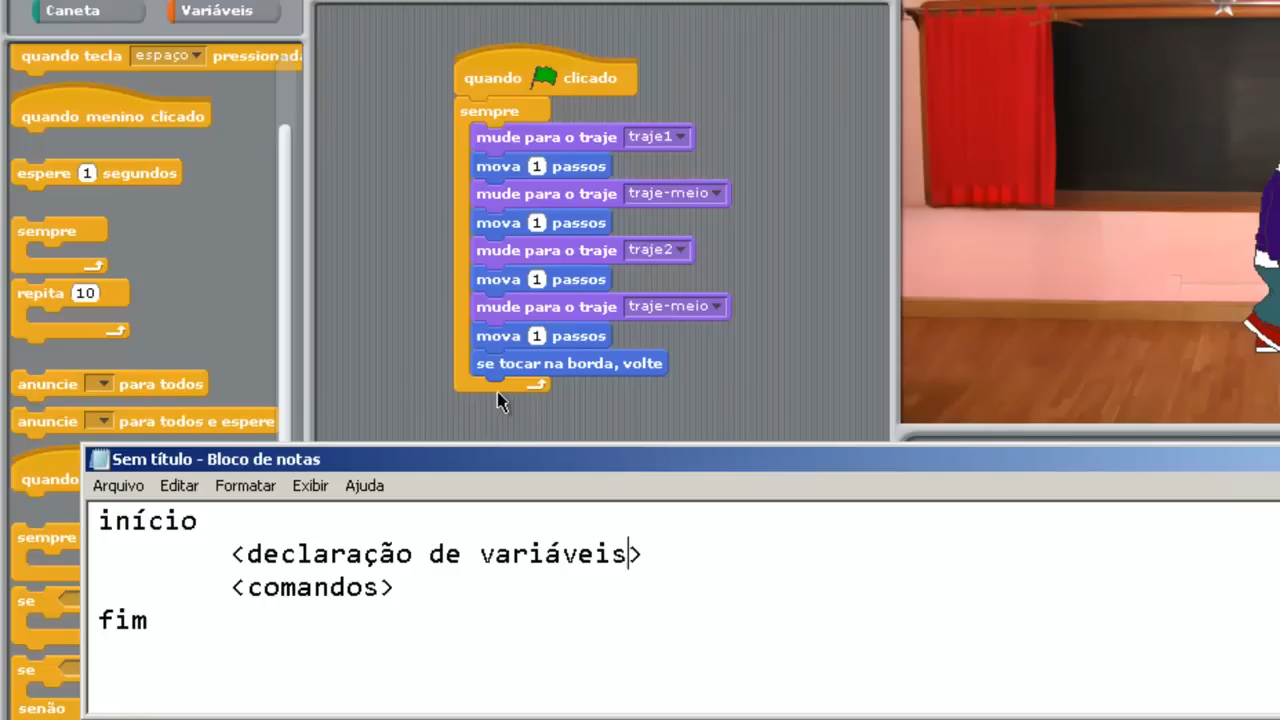 Caneta
Variáveis
quando tecla espaço pressionada
quando menino clicado
espere 1 segundos
sempre
repita 10
anuncie para todos
anuncie para todos e espere
quando
sempre
se
se
senão
quando clicado
sempre
mude para o traje traje1
mova 1 passos
mude para o traje traje-meio
mova 1 passos
mude para o traje traje2
mova 1 passos
mude para o traje traje-meio
mova 1 passos
se tocar na borda, volte
Sem título - Bloco de notas
Arquivo Editar Formatar Exibir Ajuda
início
<declaração de variáveis>
<comandos>
fim